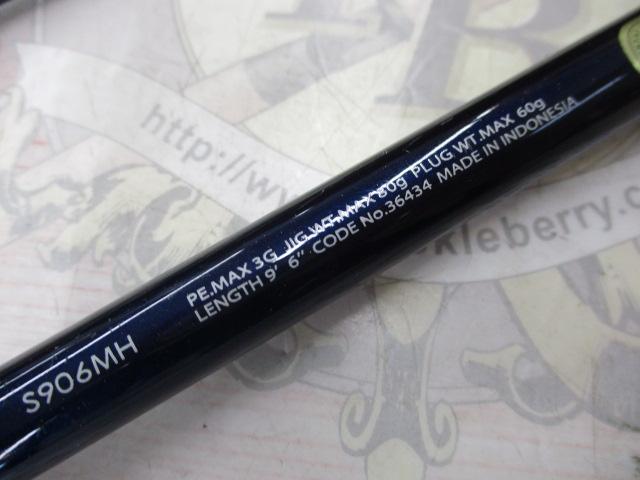 PE.MAX 3G JIG.WT.MAX 80g PLUG.WT.MAX 60g
LENGTH 9' 6" CODE No.36434 MADE IN INDONESIA
S906MH
http://w
kleberry.c